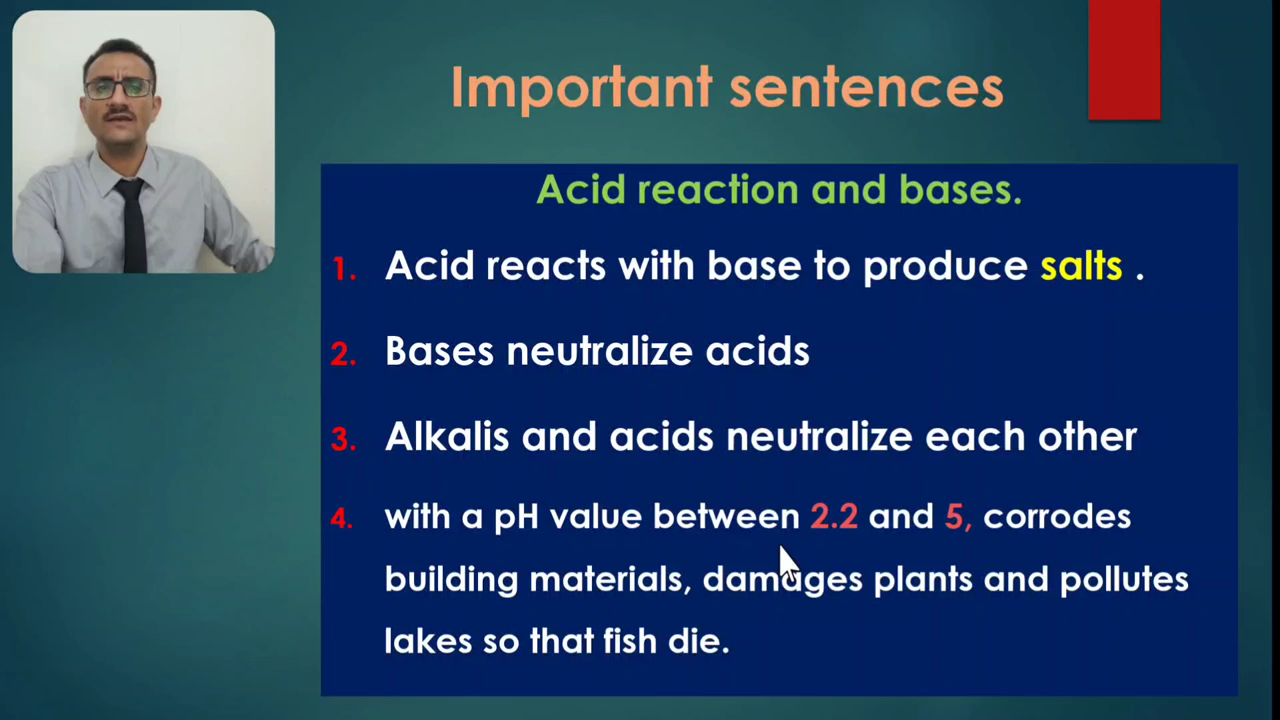 Important sentences
Acid reaction and bases.
1. Acid reacts with base to produce salts .
2. Bases neutralize acids
3. Alkalis and acids neutralize each other
4. with a pH value between 2.2 and 5, corrodes
building materials, damages plants and pollutes
lakes so that fish die.